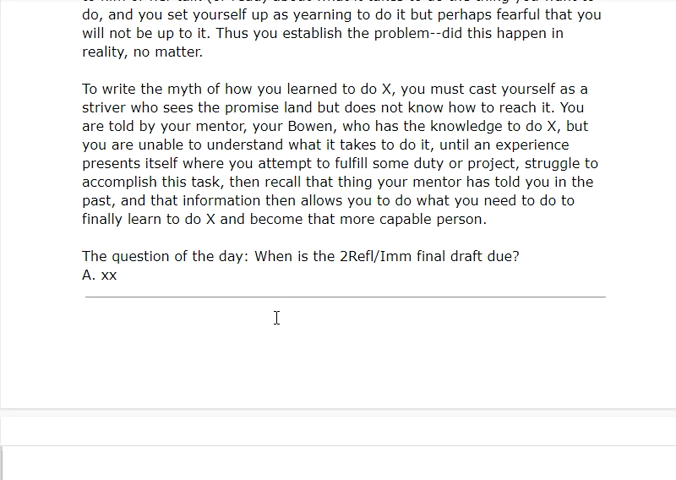 do, and you set yourself up as yearning to do it but perhaps fearful that you
will not be up to it. Thus you establish the problem--did this happen in
reality, no matter.
To write the myth of how you learned to do X, you must cast yourself as a
striver who sees the promise land but does not know how to reach it. You
are told by your mentor, your Bowen, who has the knowledge to do X, but
you are unable to understand what it takes to do it, until an experience
presents itself where you attempt to fulfill some duty or project, struggle to
accomplish this task, then recall that thing your mentor has told you in the
past, and that information then allows you to do what you need to do to
finally learn to do X and become that more capable person.
The question of the day: When is the 2Refl/Imm final draft due?
A. xx